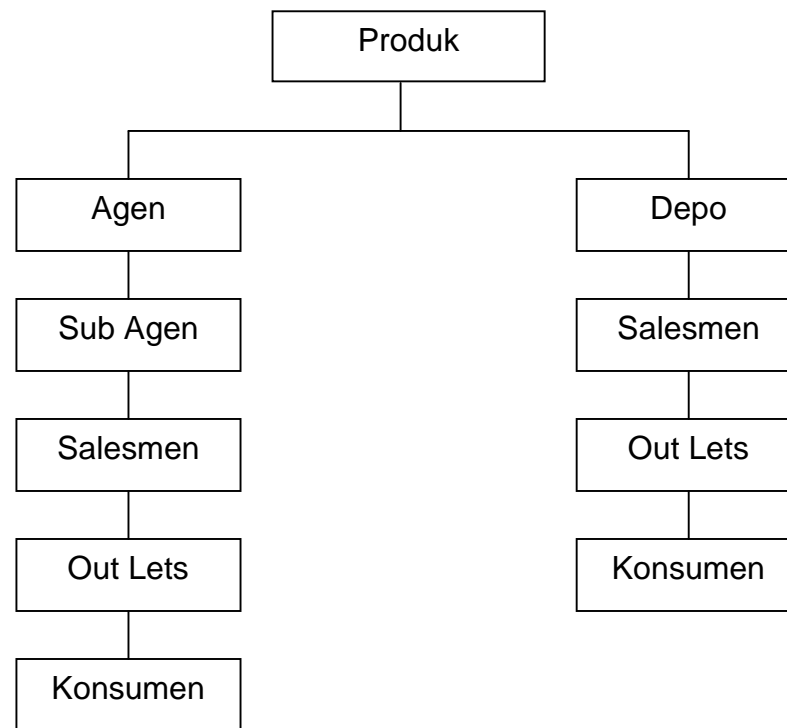 Produk
Agen
Depo
Sub Agen
Salesmen
Salesmen
Out Lets
Out Lets
Konsumen
Konsumen